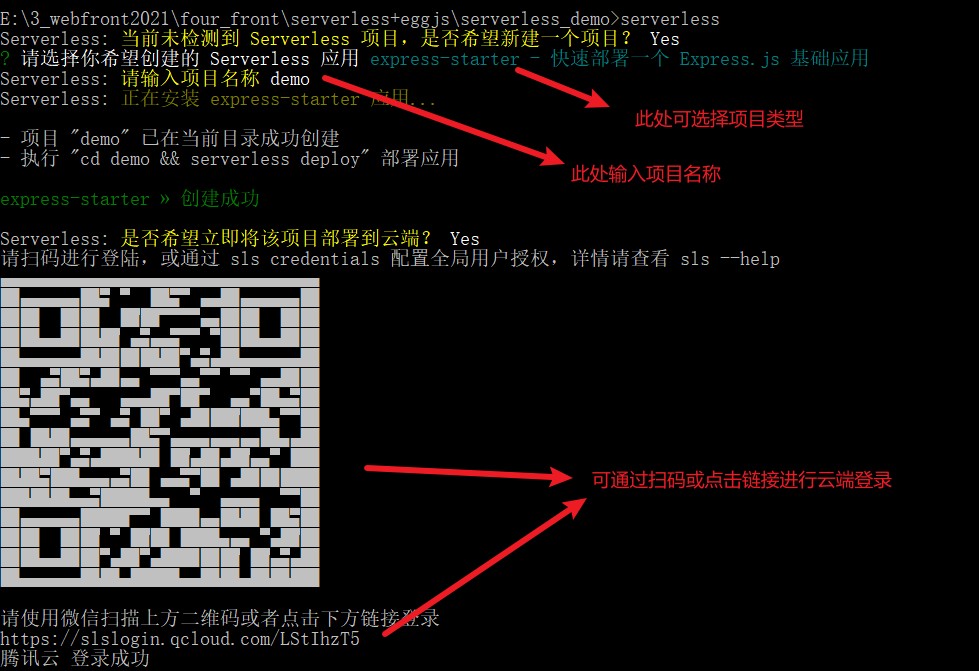 E:\3_webfront2021\four_front\serverless+eggjs\serverless_demo>serverless
Serverless: 当前未检测到 Serverless 项目，是否希望新建一个项目？ Yes
? 请选择你希望创建的 Serverless 应用 express-starter - 快速部署一个 Express.js 基础应用
Serverless: 请输入项目名称 demo
Serverless: 正在安装 express-starter 应用...
此处可选择项目类型
- 项目 "demo" 已在当前目录成功创建
- 执行 "cd demo && serverless deploy" 部署应用
此处输入项目名称
express-starter » 创建成功
Serverless: 是否希望立即将该项目部署到云端？ Yes
请扫码进行登陆，或通过 sls credentials 配置全局用户授权，详情请查看 sls --help
可通过扫码或点击链接进行云端登录
请使用微信扫描上方二维码或者点击下方链接登录
https://slslogin.qcloud.com/LStIhzT5
腾讯云 登录成功